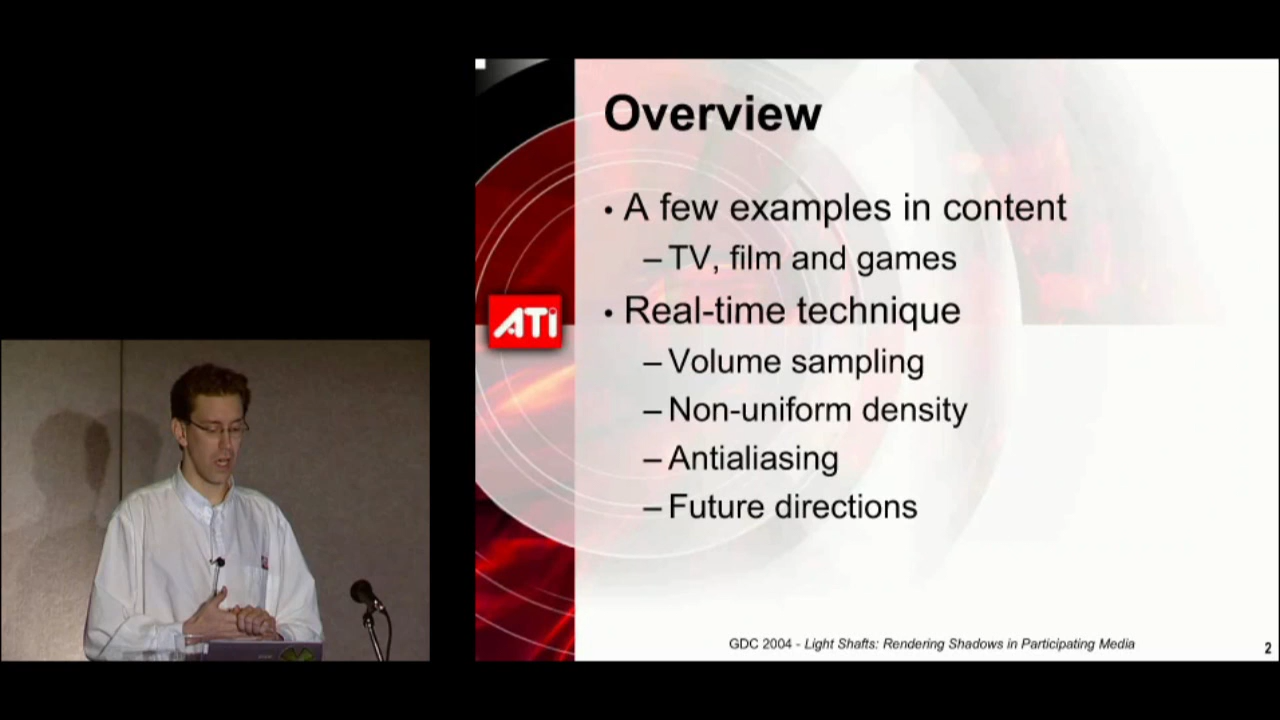 Overview
• A few examples in content
– TV, film and games
• Real-time technique
– Volume sampling
– Non-uniform density
– Antialiasing
– Future directions
ATi
GDC 2004 - Light Shafts: Rendering Shadows in Participating Media
2